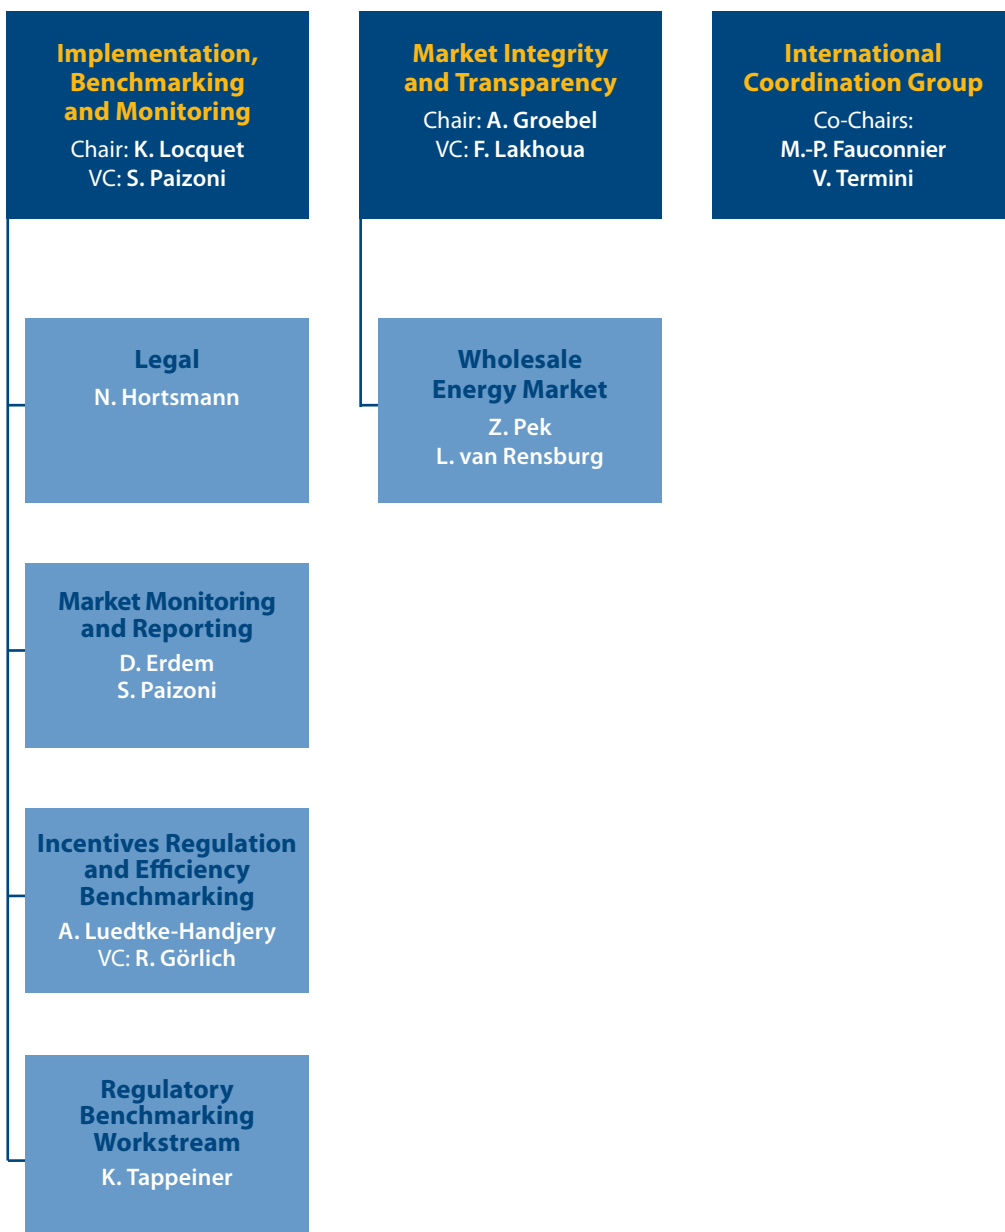 Implementation,
Benchmarking
and Monitoring
Chair: K. Locquet
VC: S. Paizoni
Market Integrity
and Transparency
Chair: A. Groebel
VC: F. Lakhoua
International
Coordination Group
Co-Chairs:
M.-P. Fauconnier
V. Termini
Legal
N. Hortsmann
Wholesale
Energy Market
Z. Pek
L. van Rensburg
Market Monitoring
and Reporting
D. Erdem
S. Paizoni
Incentives Regulation
and Efficiency
Benchmarking
A. Luedtke-Handjery
VC: R. Görlich
Regulatory
Benchmarking
Workstream
K. Tappeiner